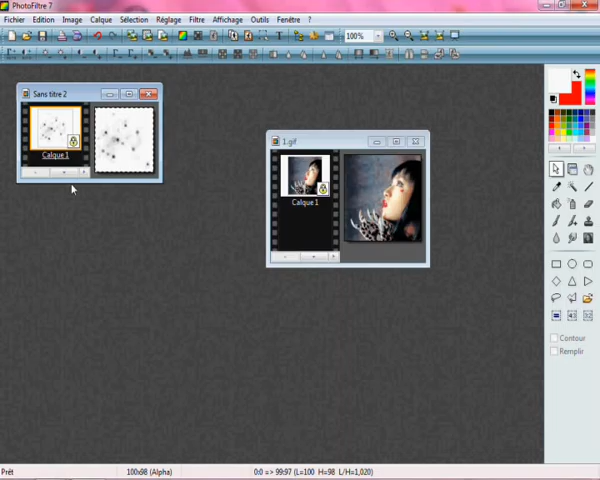 PhotoFiltre 7
Fichier Edition Image Calque Sélection Réglage Filtre Affichage Outils Fenêtre ?
100%
Sans titre 2
Calque 1
1.gif
Calque 1
Contour
Remplir
Prêt 100x98 (Alpha) 0:0 => 99:97 (L=100 H=98 L/H=1,020)